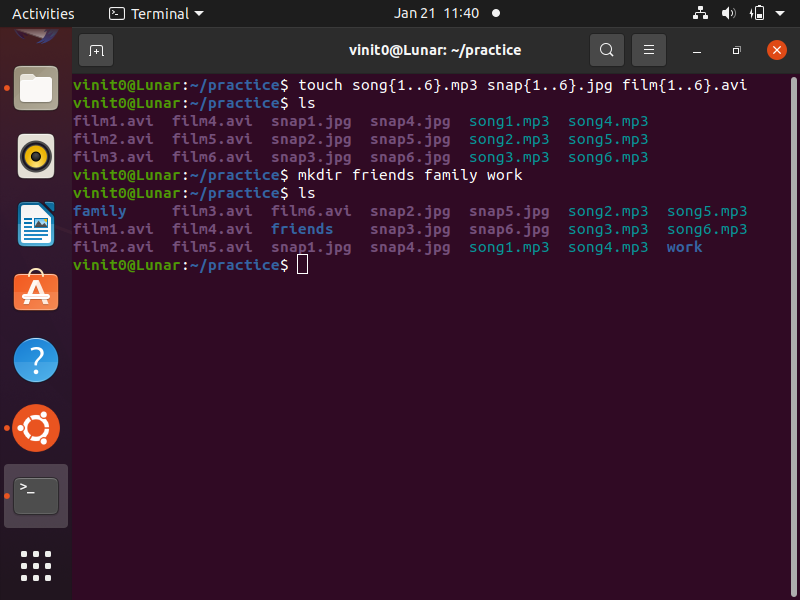 Activities Terminal Jan 21 11:40
vinit0@Lunar: ~/practice
vinit0@Lunar:~/practice$ touch song{1..6}.mp3 snap{1..6}.jpg film{1..6}.avi
vinit0@Lunar:~/practice$ ls
film1.avi film4.avi snap1.jpg snap4.jpg song1.mp3 song4.mp3
film2.avi film5.avi snap2.jpg snap5.jpg song2.mp3 song5.mp3
film3.avi film6.avi snap3.jpg snap6.jpg song3.mp3 song6.mp3
vinit0@Lunar:~/practice$ mkdir friends family work
vinit0@Lunar:~/practice$ ls
family film3.avi film6.avi snap2.jpg snap5.jpg song2.mp3 song5.mp3
film1.avi film4.avi friends snap3.jpg snap6.jpg song3.mp3 song6.mp3
film2.avi film5.avi snap1.jpg snap4.jpg song1.mp3 song4.mp3 work
vinit0@Lunar:~/practice$